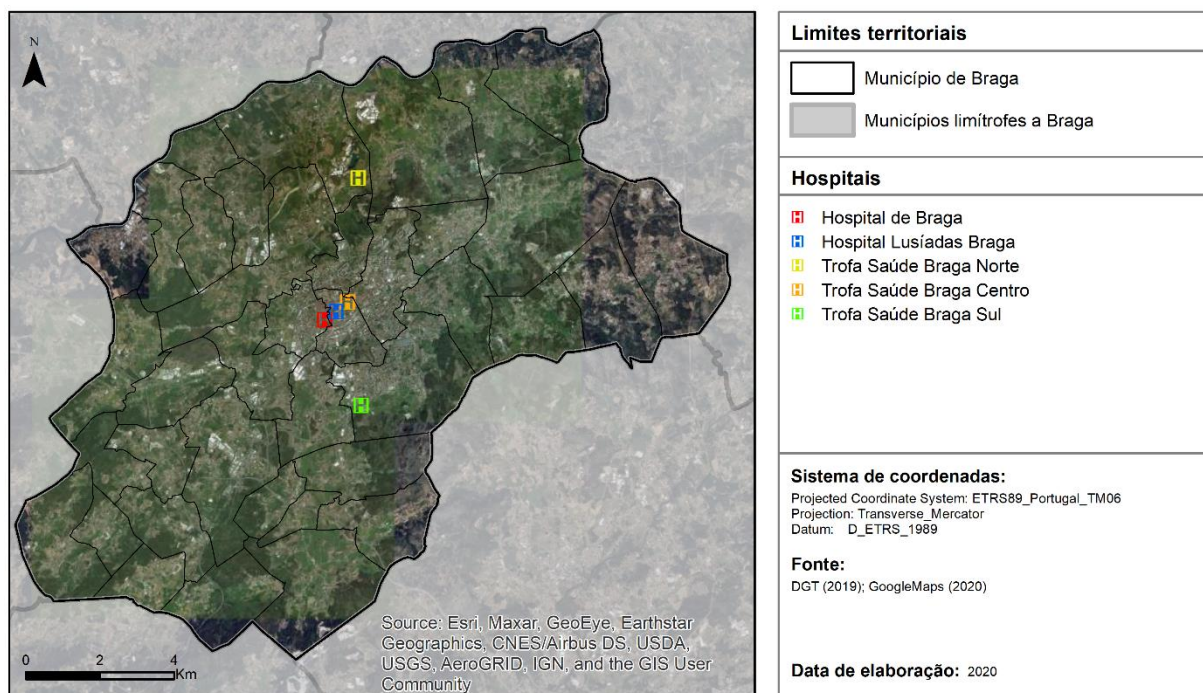 N
H
H
H
H
H
0 2 4
Km
Source: Esri, Maxar, GeoEye, Earthstar
Geographics, CNES/Airbus DS, USDA,
USGS, AeroGRID, IGN, and the GIS User
Community
Limites territoriais
Município de Braga
Municípios limítrofes a Braga
Hospitais
H Hospital de Braga
H Hospital Lusíadas Braga
H Trofa Saúde Braga Norte
H Trofa Saúde Braga Centro
H Trofa Saúde Braga Sul
Sistema de coordenadas:
Projected Coordinate System: ETRS89_Portugal_TM06
Projection: Transverse_Mercator
Datum: D_ETRS_1989
Fonte:
DGT (2019); GoogleMaps (2020)
Data de elaboração: 2020